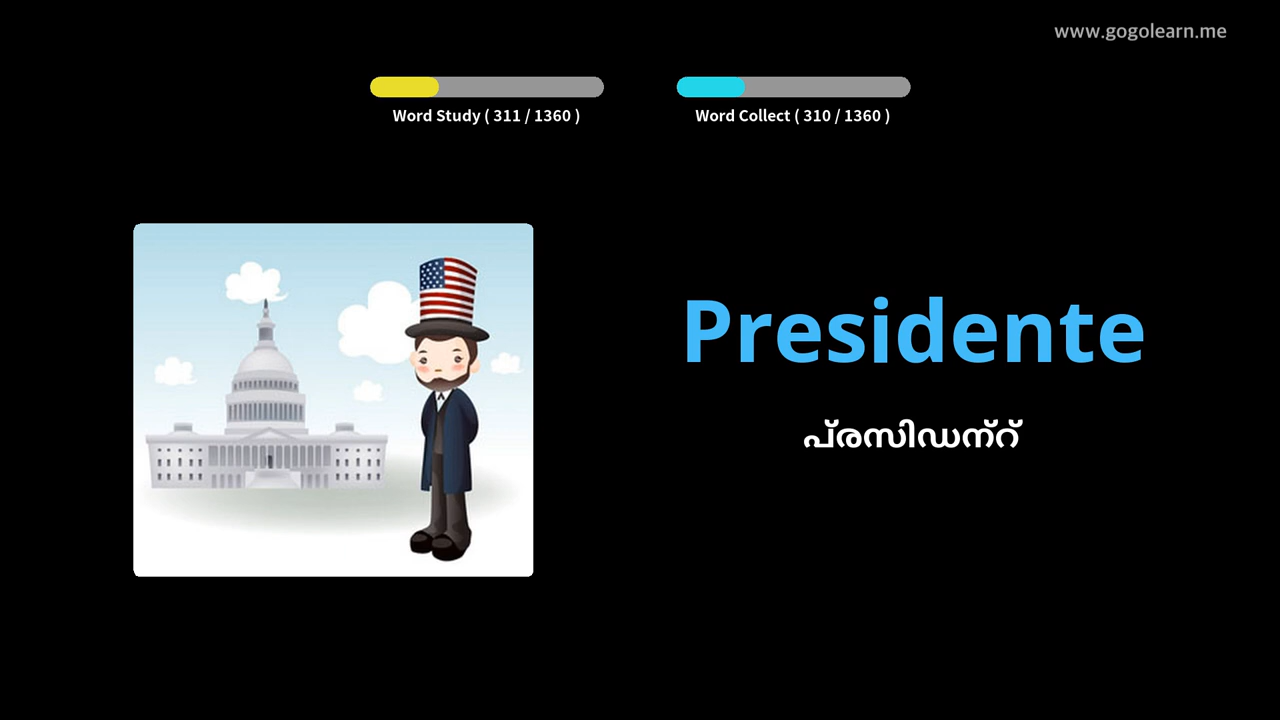 www.gogolearn.me
Word Study ( 311 / 1360 )
Word Collect ( 310 / 1360 )
Presidente
പ്രസിഡന്റ്